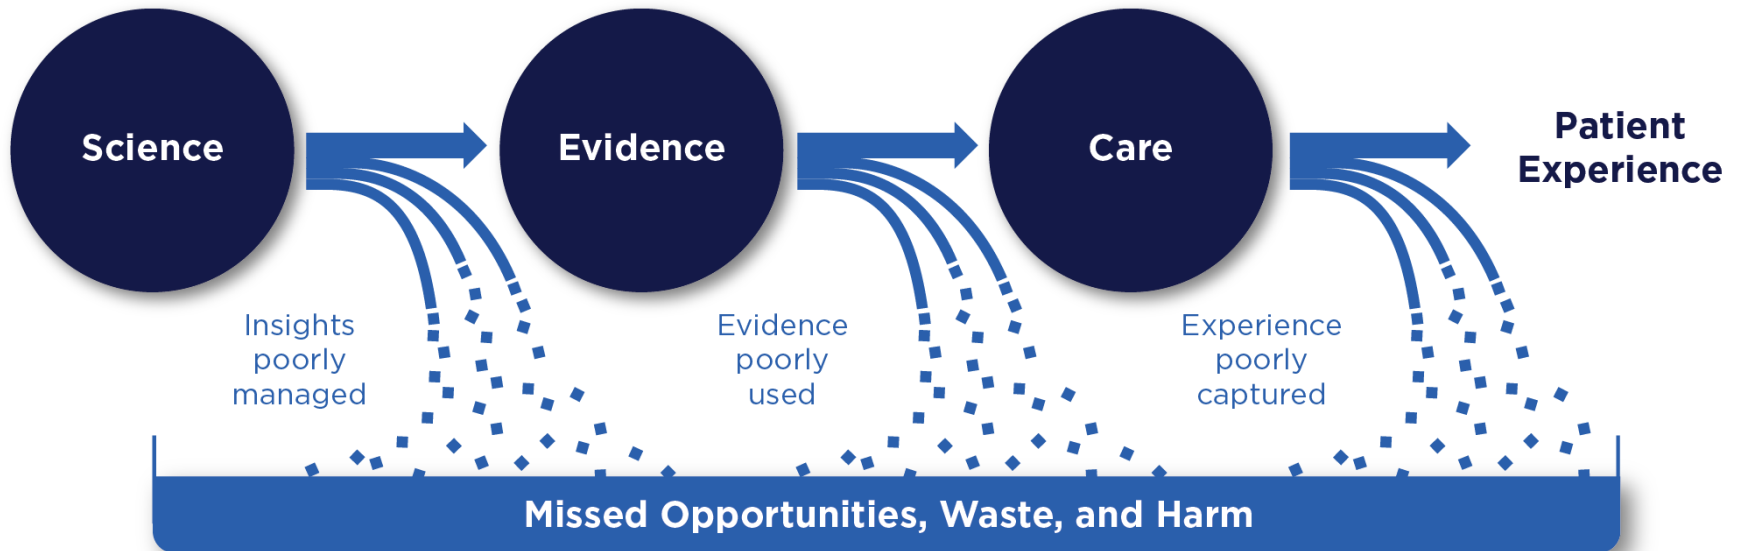 Science
Evidence
Care
Patient
Experience
Insights
poorly
managed
Evidence
poorly
used
Experience
poorly
captured
Missed Opportunities, Waste, and Harm